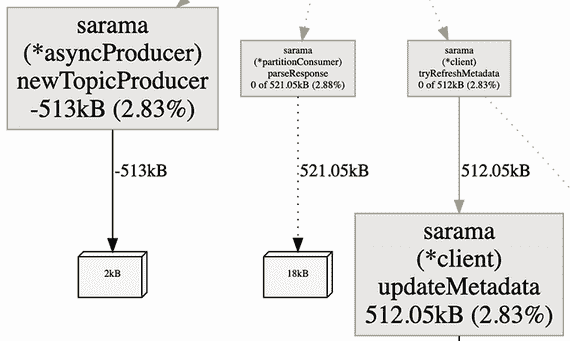 sarama
(*asyncProducer)
newTopicProducer
-513kB (2.83%)
sarama
(*partitionConsumer)
parseResponse
0 of 521.05kB (2.88%)
sarama
(*client)
tryRefreshMetadata
0 of 512kB (2.83%)
-513kB
521.05kB
512.05kB
2kB
18kB
sarama
(*client)
updateMetadata
512.05kB (2.83%)